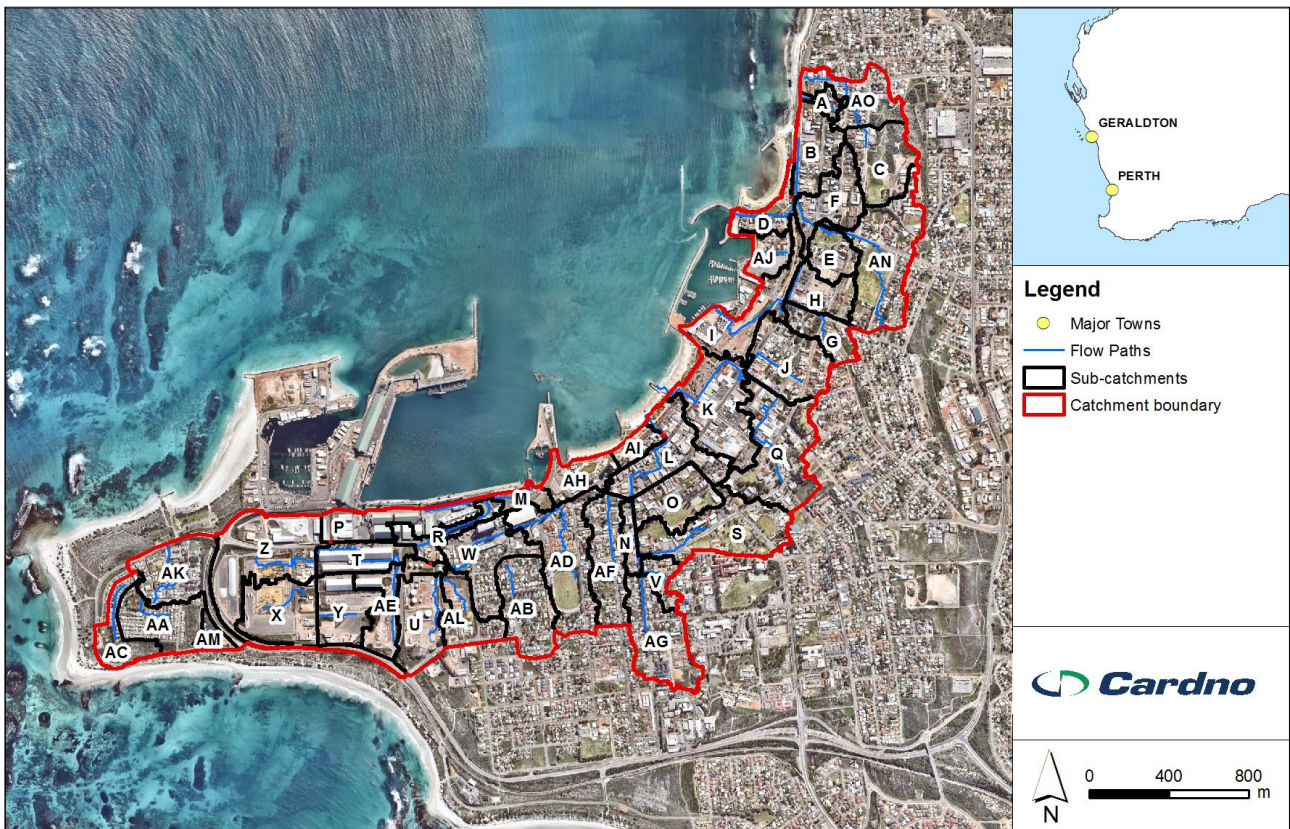 A
AO
B
C
F
D
AJ
E
AN
H
I
G
J
K
Q
AI
L
AH
M
O
P
R
N
S
Z
T
W
AD
AF
V
AK
X
Y
AE
U
AL
AB
AA
AM
AC
AG
GERALDTON
PERTH
Legend
Major Towns
Flow Paths
Sub-catchments
Catchment boundary
Cardno
0 400 800
m
N